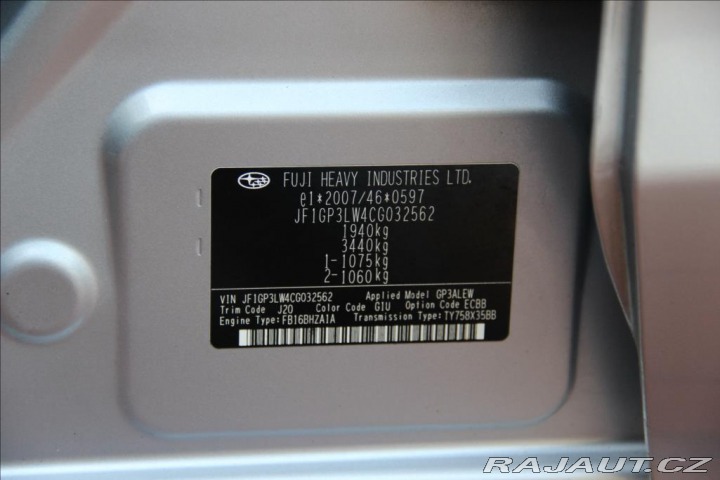 FUJI HEAVY INDUSTRIES LTD.
e1*2007/46*0597
JF1GP3LW4CG032562
1940kg
3440kg
1-1075kg
2-1060kg
VIN JF1GP3LW4CG032562 Applied Model GP3ALEW
Trim Code J20 Color Code G1U Option Code ECBB
Engine Type:FB16BHZA1A Transmission Type:TY758X35BB
RAJAUT.CZ